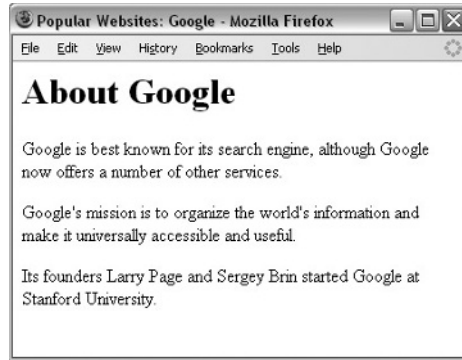 Popular Websites: Google - Mozilla Firefox
File Edit View History Bookmarks Tools Help
About Google
Google is best known for its search engine, although Google
now offers a number of other services.
Google's mission is to organize the world's information and
make it universally accessible and useful.
Its founders Larry Page and Sergey Brin started Google at
Stanford University.